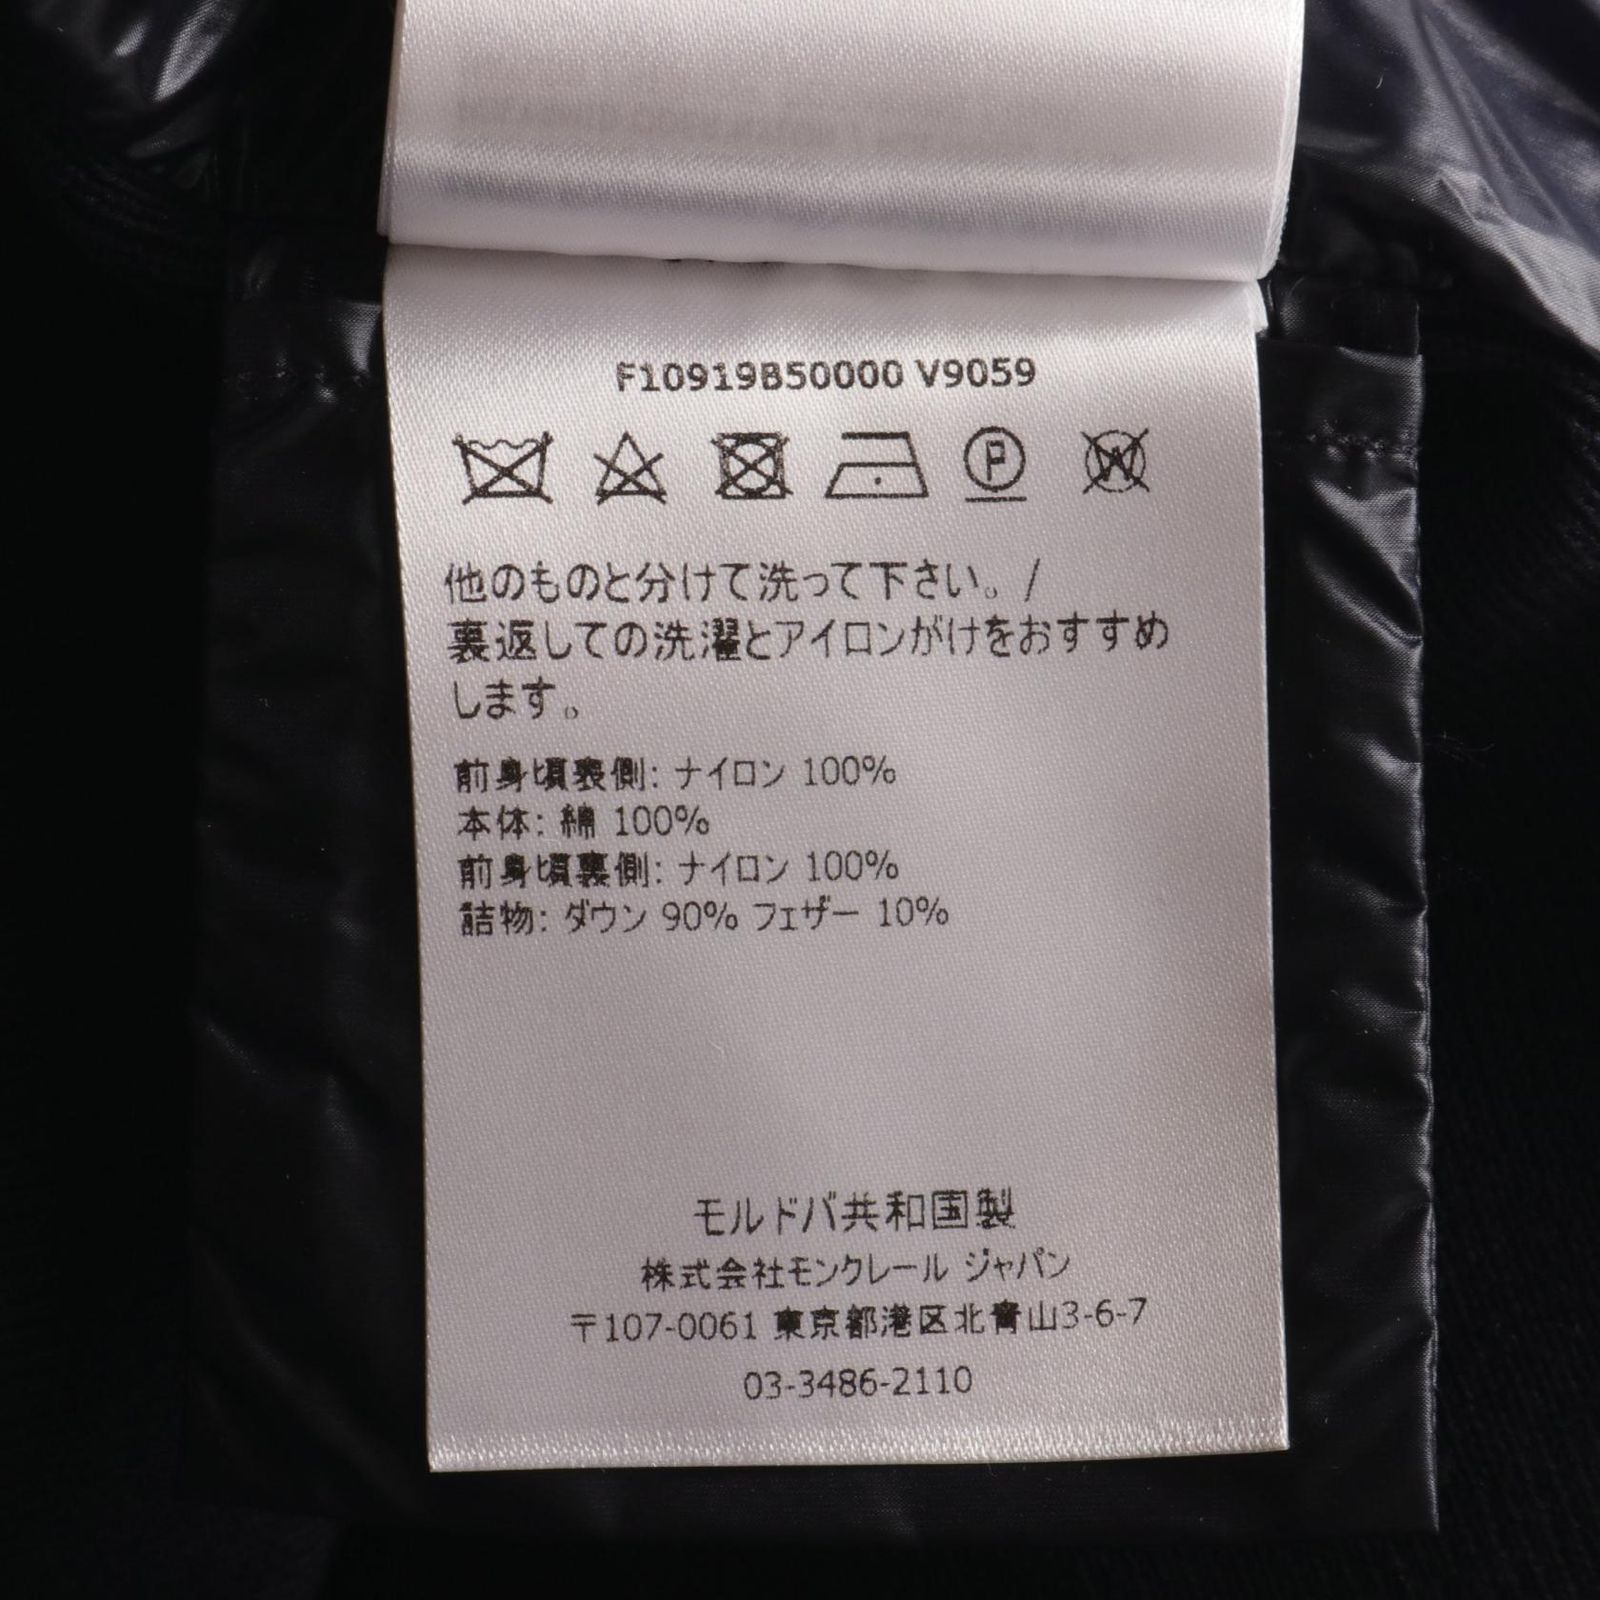 F10919B50000 V9059
他のものと分けて洗って下さい。/
裏返しての洗濯とアイロンがけをおすすめ
します。
前身頃表側: ナイロン 100%
本体: 綿 100%
前身頃裏側: ナイロン 100%
詰物: ダウン 90% フェザー 10%
モルドバ共和国製
株式会社モンクレール ジャパン
〒107-0061 東京都港区北青山3-6-7
03-3486-2110